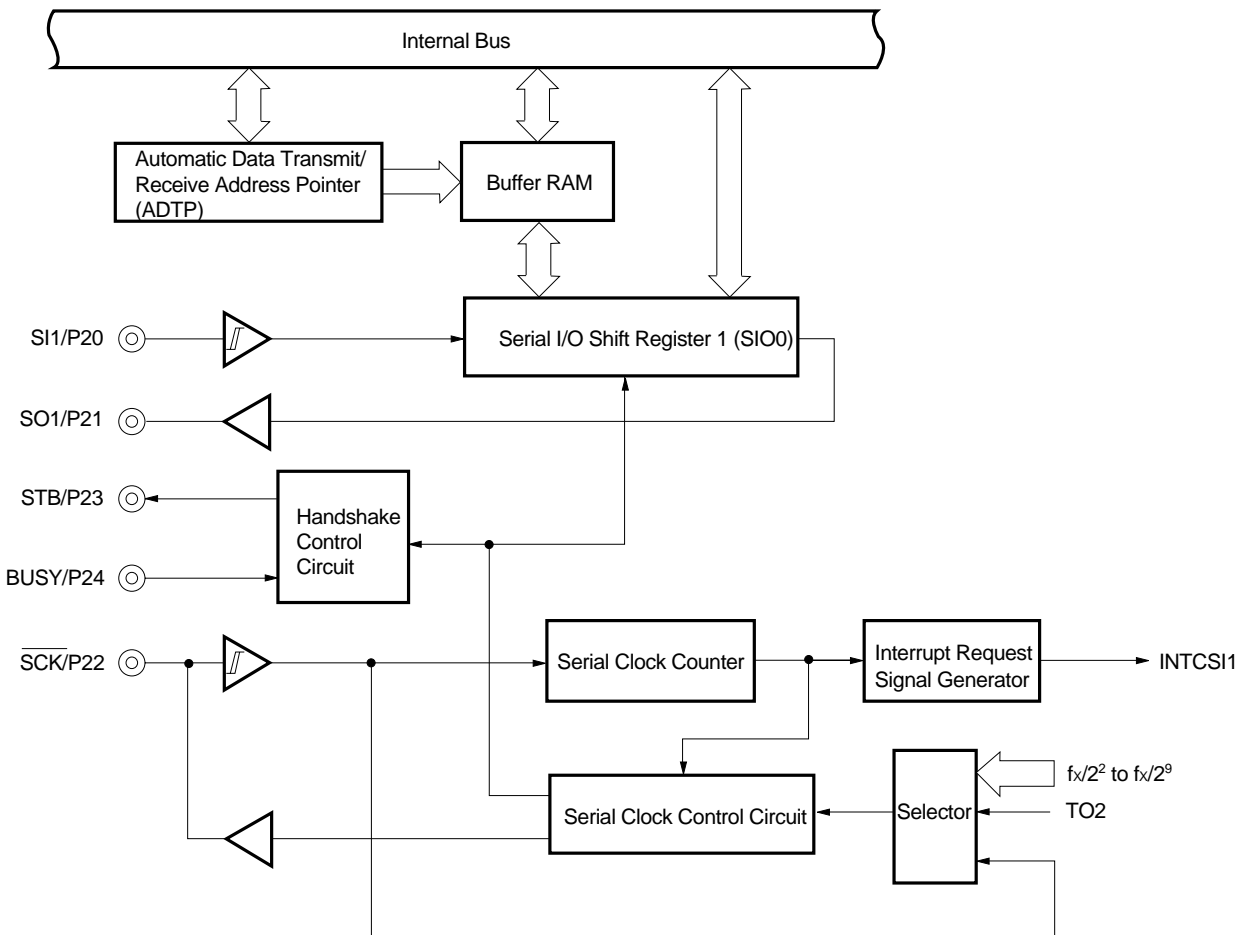 Internal Bus
Automatic Data Transmit/
Receive Address Pointer
(ADTP)
Buffer RAM
SI1/P20
Serial I/O Shift Register 1 (SIO0)
SO1/P21
STB/P23
Handshake
Control
Circuit
BUSY/P24
SCK/P22
Serial Clock Counter
Interrupt Request
Signal Generator
INTCSI1
fx/2² to fx/2⁹
Selector
TO2
Serial Clock Control Circuit